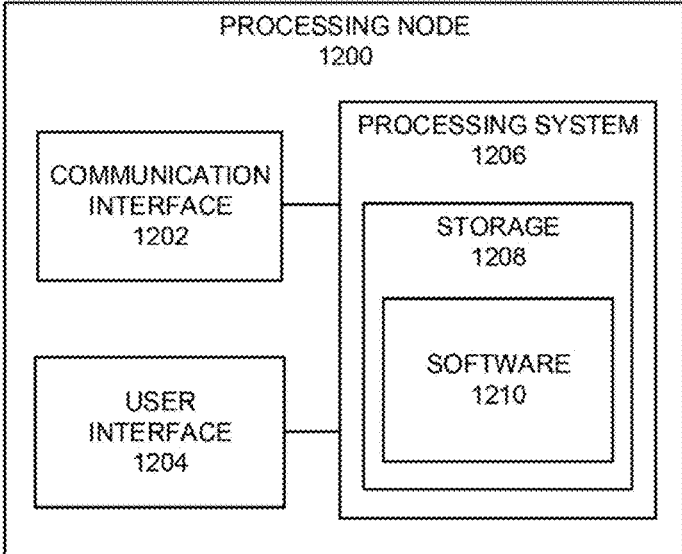 PROCESSING NODE
1200
COMMUNICATION
INTERFACE
1202
USER
INTERFACE
1204
PROCESSING SYSTEM
1206
STORAGE
1208
SOFTWARE
1210